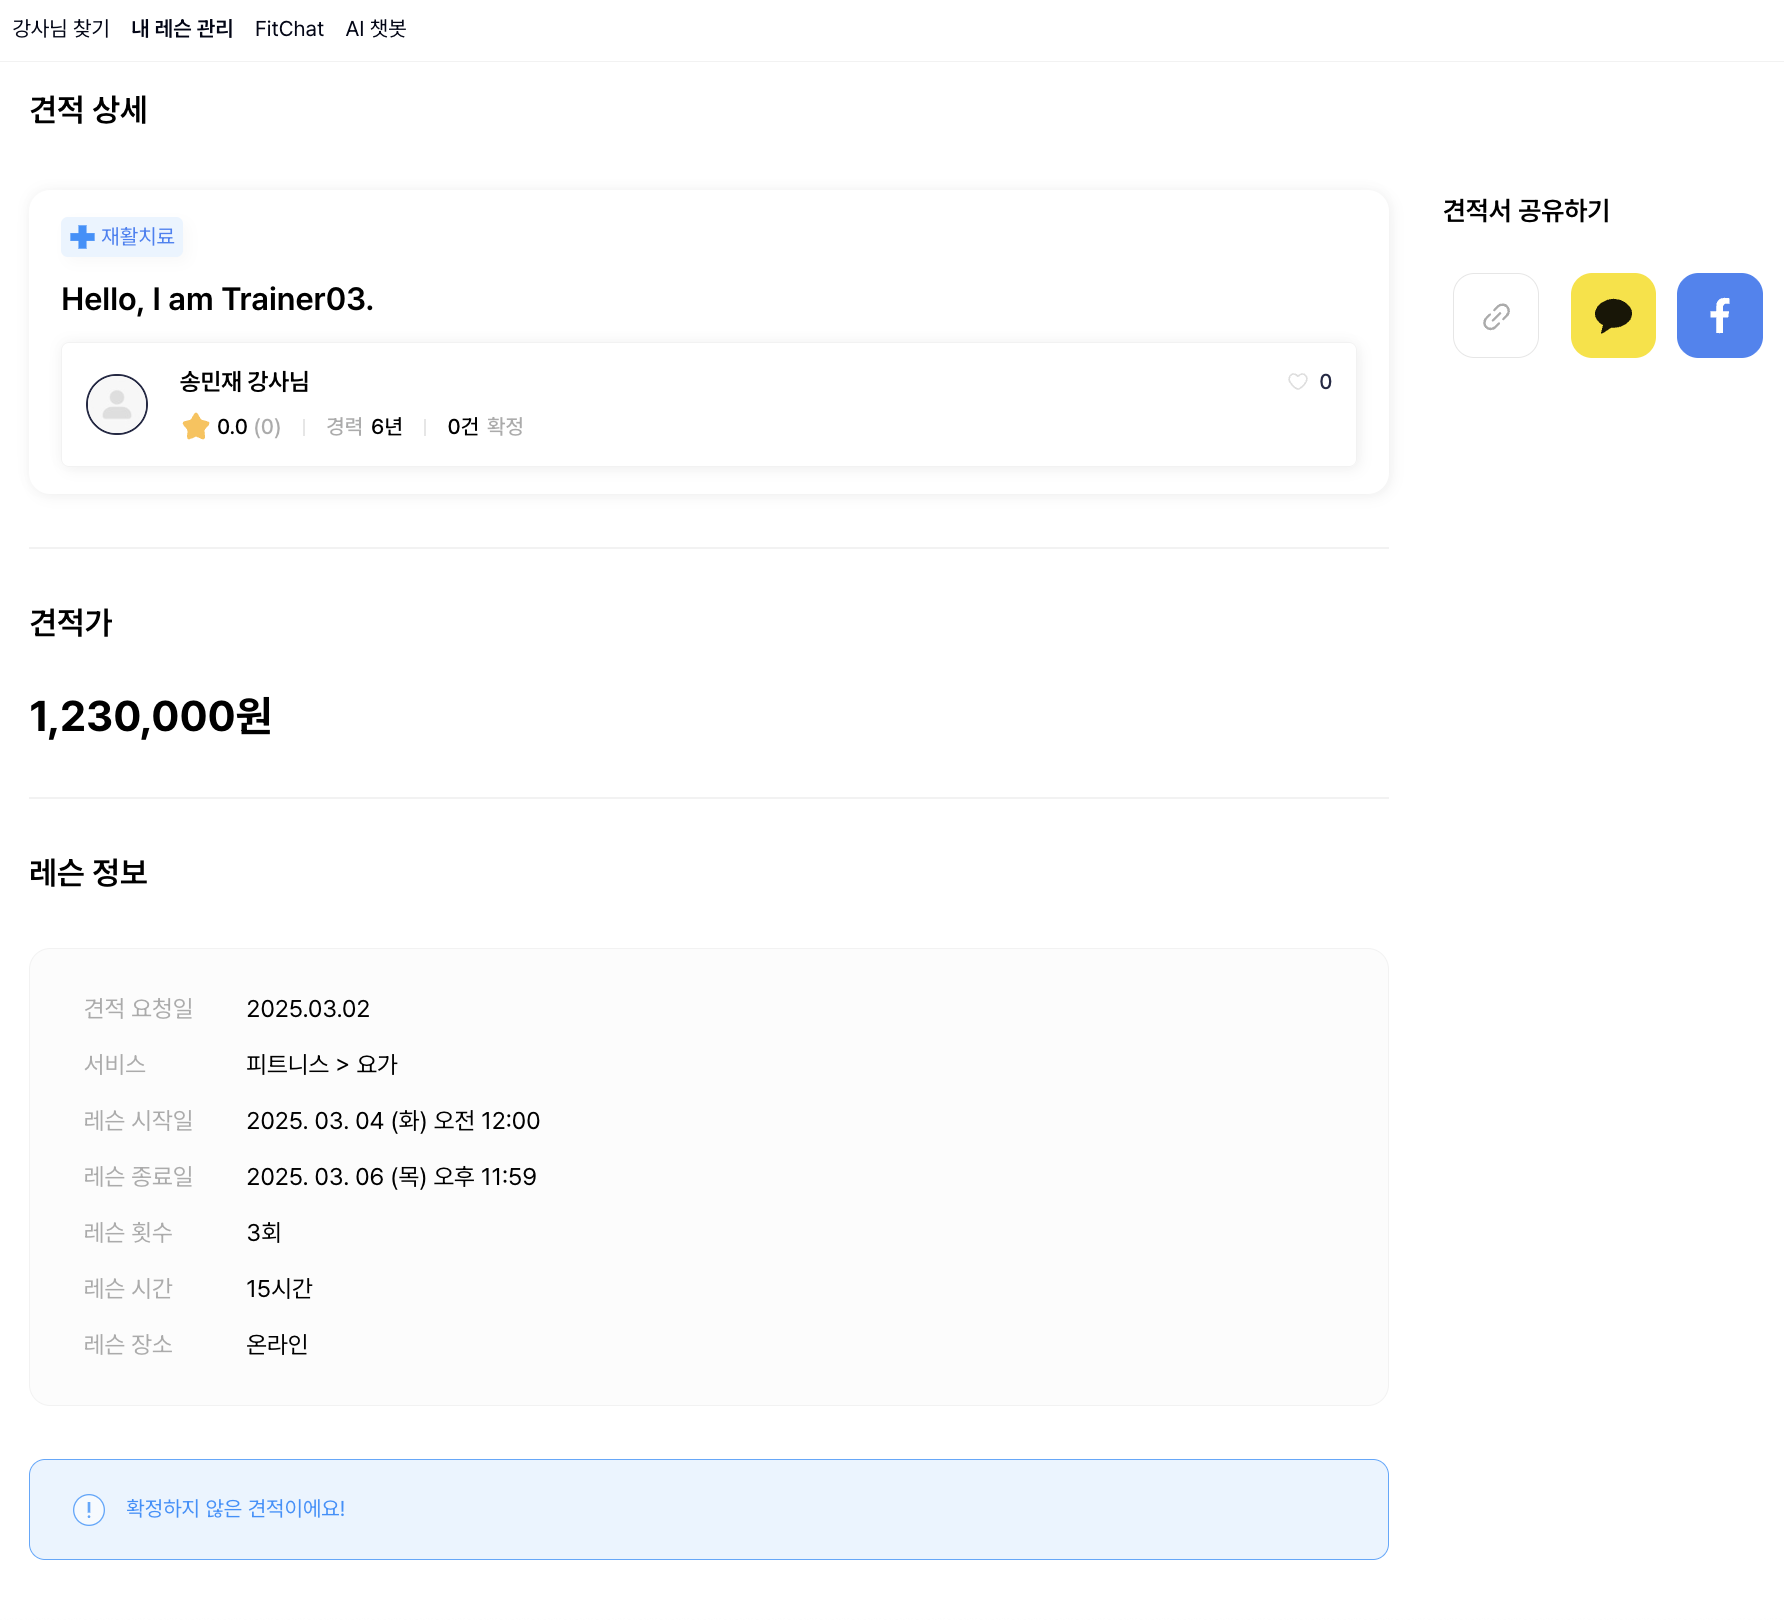 강사님 찾기 내 레슨 관리 FitChat AI 챗봇
견적 상세
재활치료
Hello, I am Trainer03.
송민재 강사님
0
0.0 (0) 경력 6년 0건 확정
견적서 공유하기
견적가
1,230,000원
레슨 정보
견적 요청일 2025.03.02
서비스 피트니스 > 요가
레슨 시작일 2025. 03. 04 (화) 오전 12:00
레슨 종료일 2025. 03. 06 (목) 오후 11:59
레슨 횟수 3회
레슨 시간 15시간
레슨 장소 온라인
확정하지 않은 견적이에요!